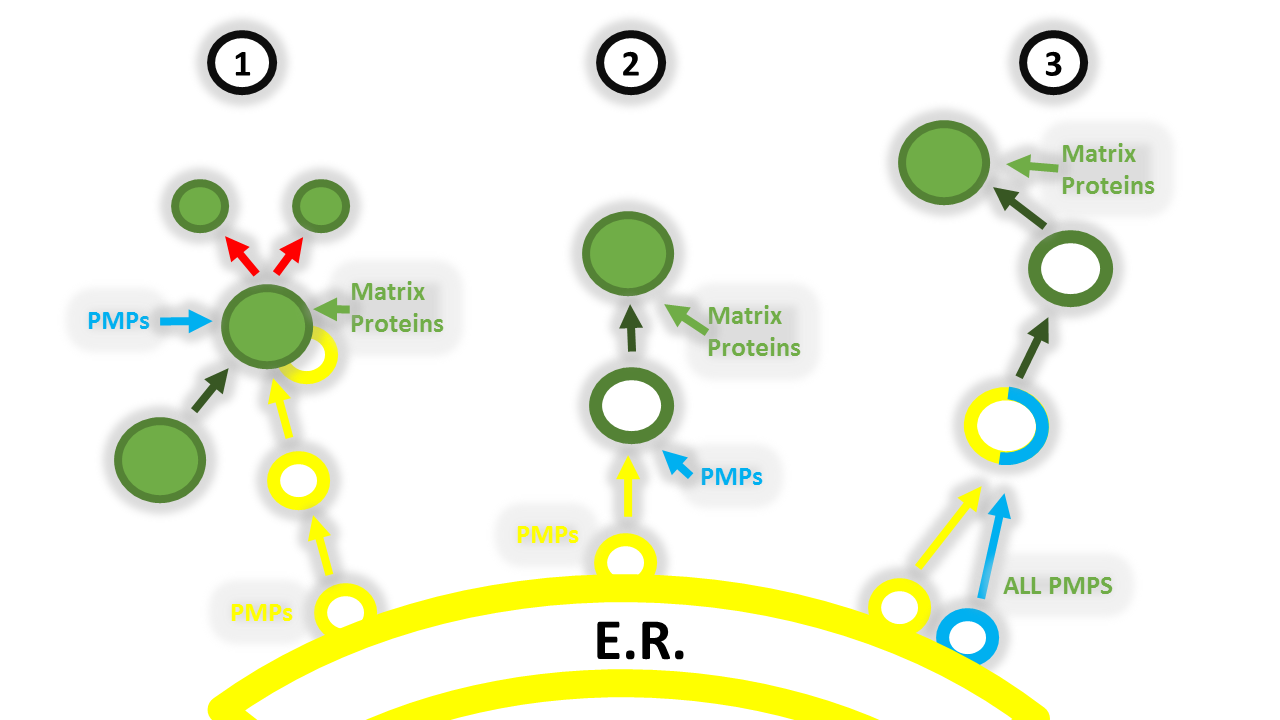 1
2
3
Matrix
Proteins
PMPs
Matrix
Proteins
PMPs
Matrix
Proteins
PMPs
PMPs
ALL PMPS
E.R.